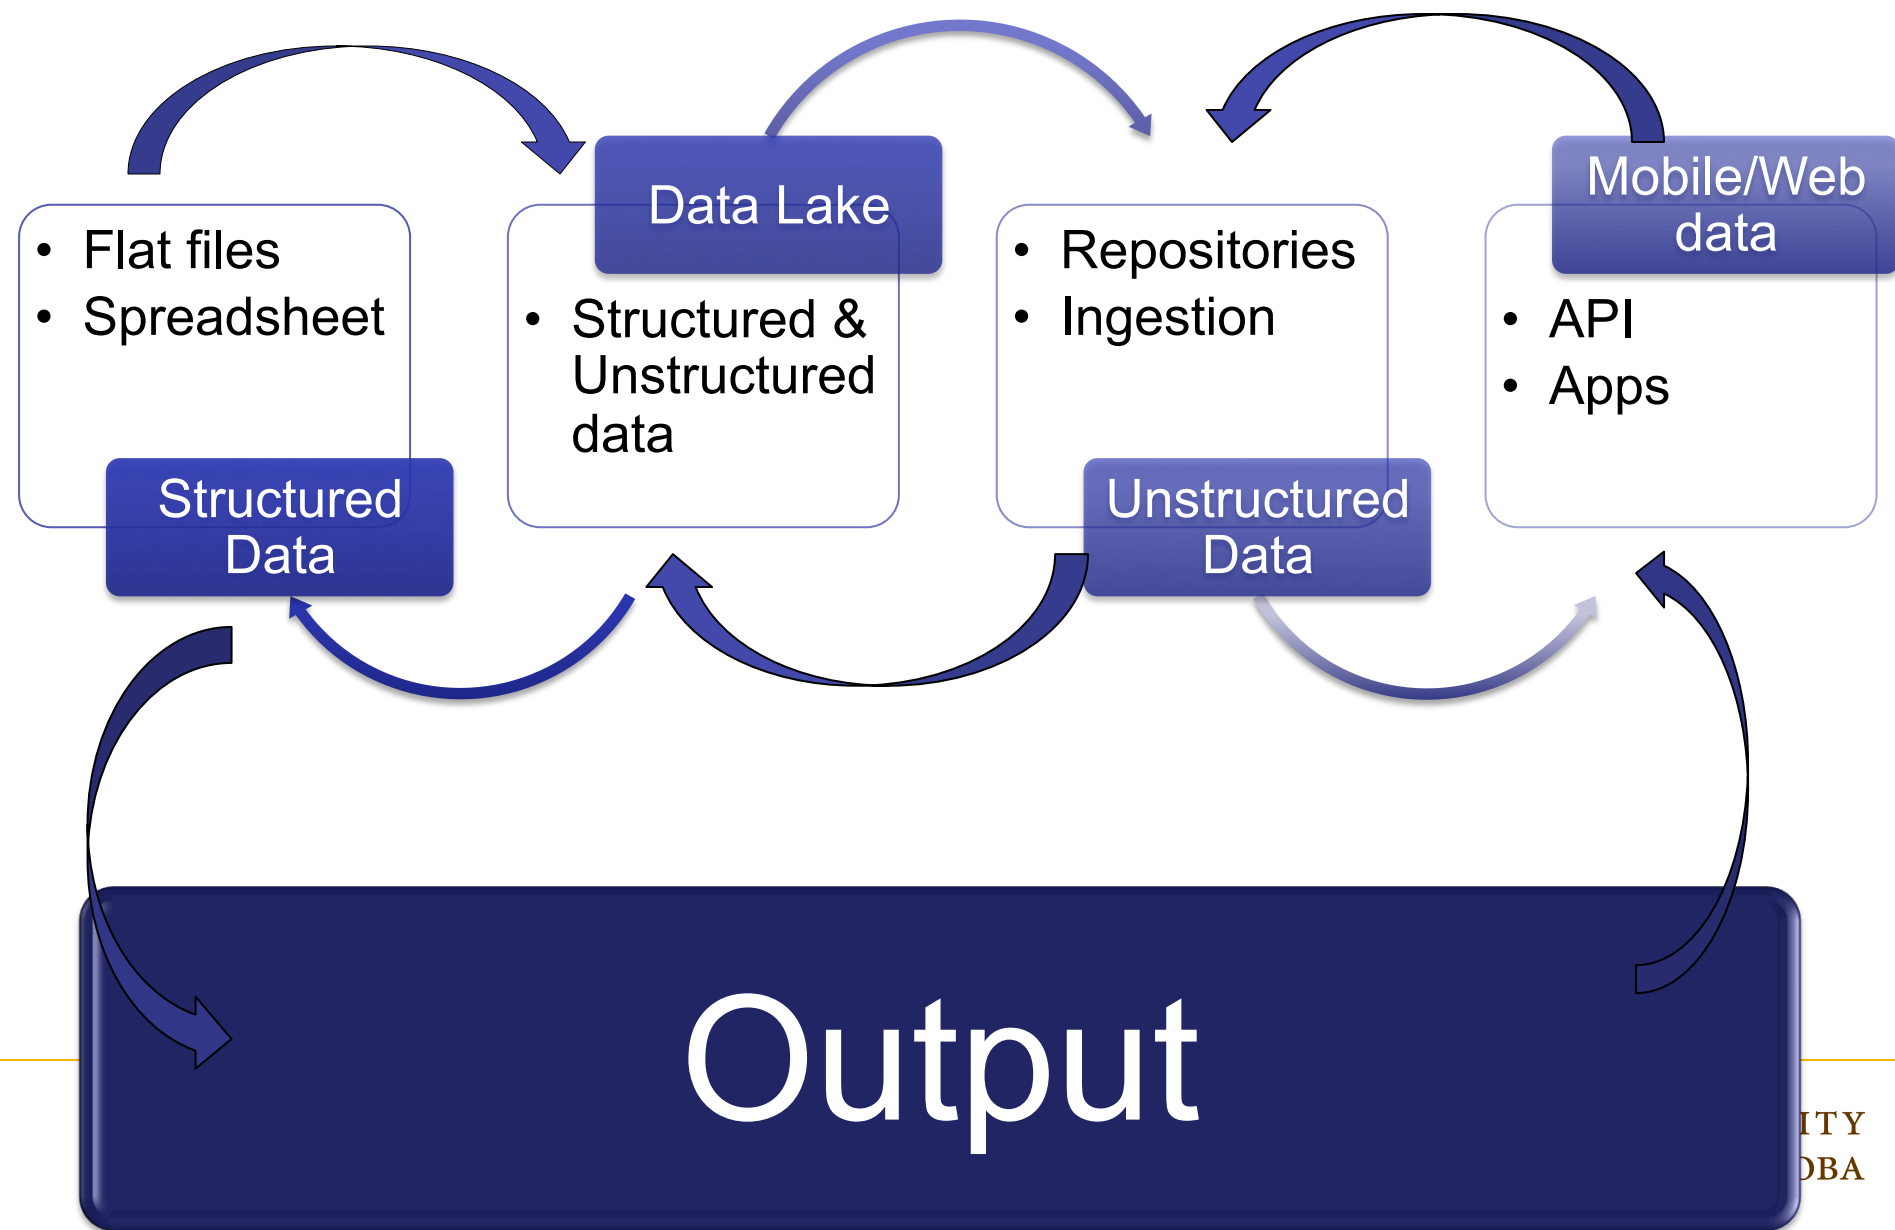 • Flat files
• Spreadsheet
Structured
Data
Data Lake
• Structured &
Unstructured
data
• Repositories
• Ingestion
Unstructured
Data
Mobile/Web
data
• API
• Apps
Output
ITY
OBA